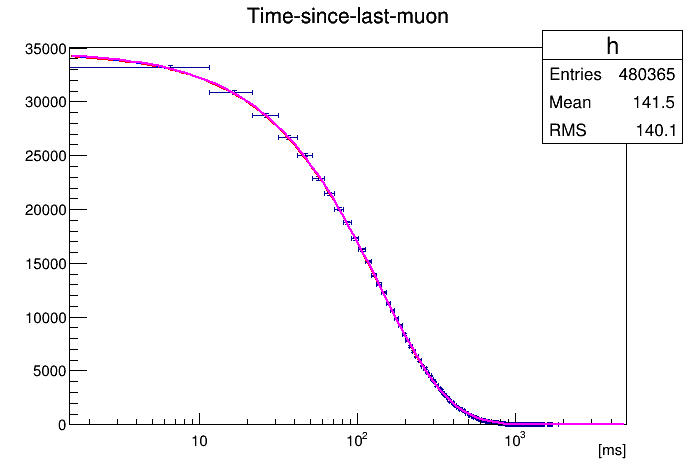 Time-since-last-muon
h
Entries 480365
Mean 141.5
RMS 140.1
35000
30000
25000
20000
15000
10000
5000
0
10 10² 10³
[ms]